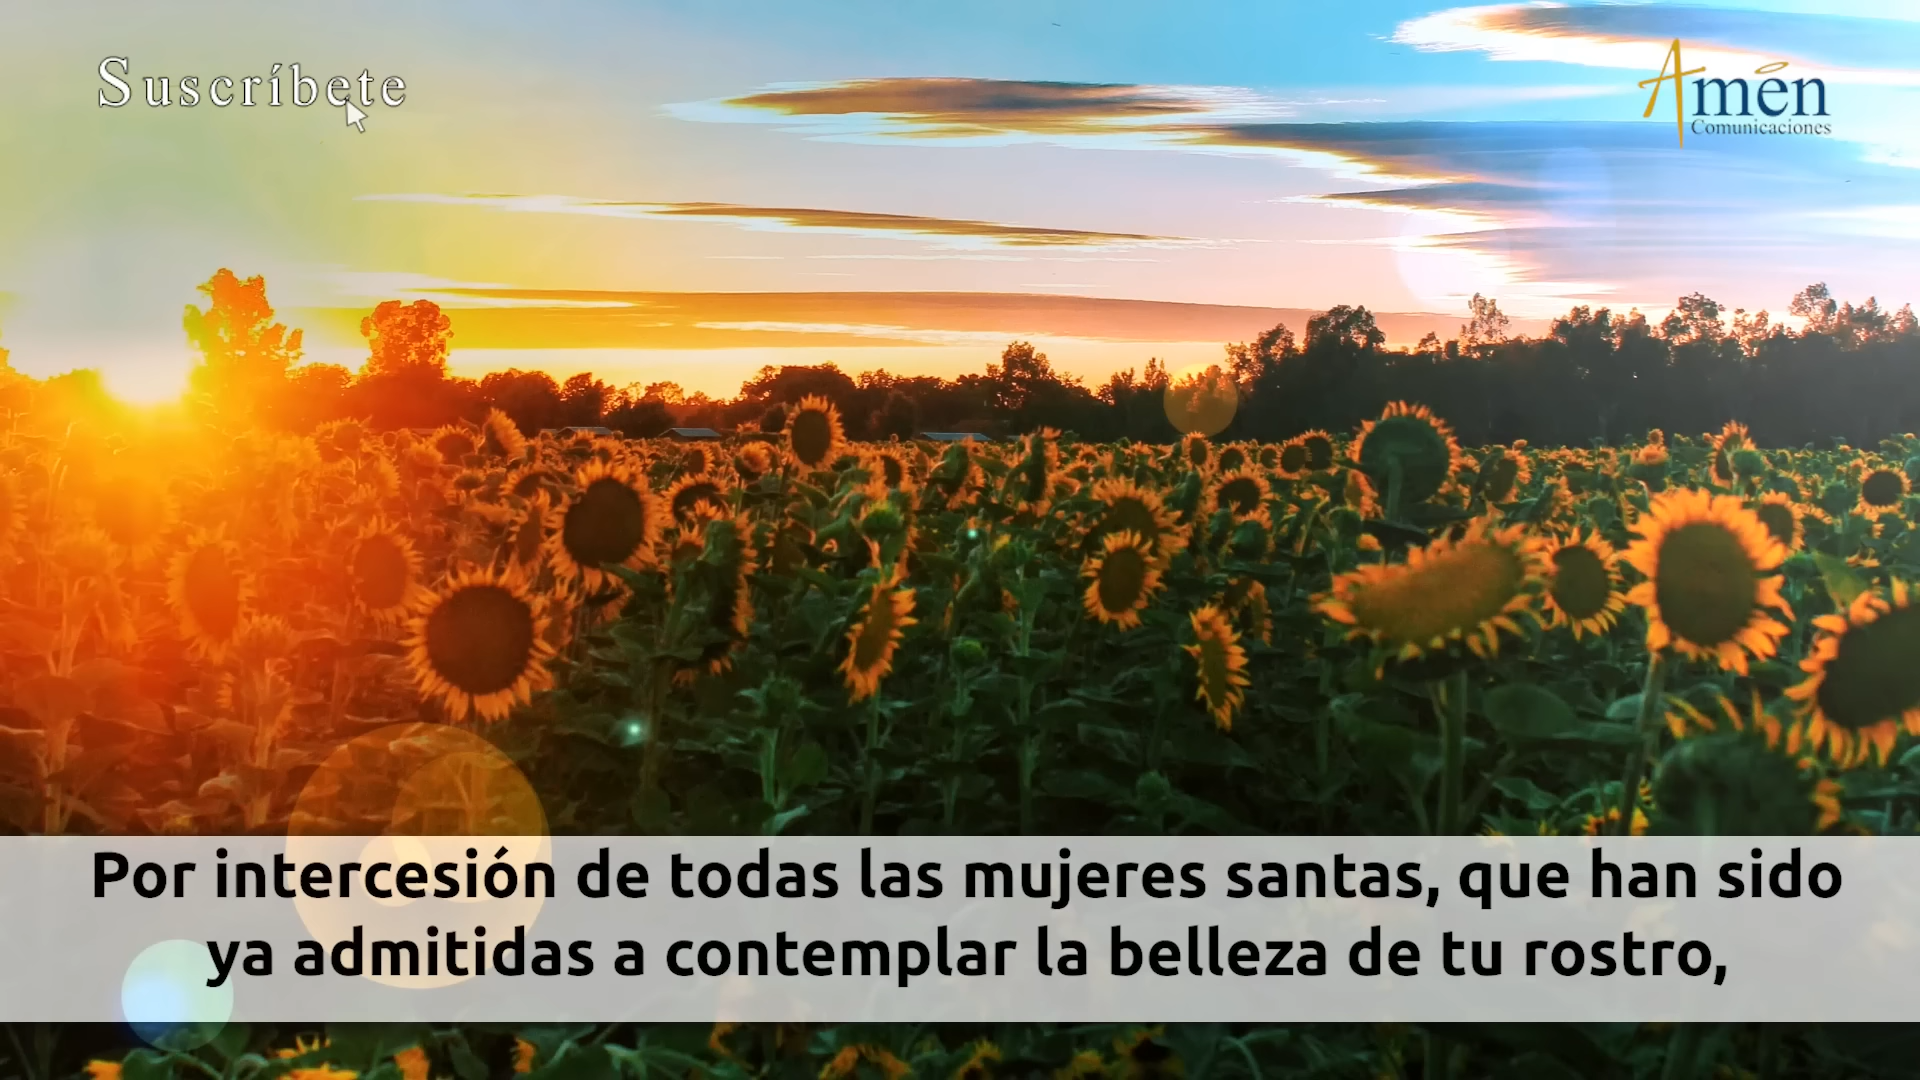 Suscríbete
Amén
Comunicaciones
Por intercesión de todas las mujeres santas, que han sido
ya admitidas a contemplar la belleza de tu rostro,